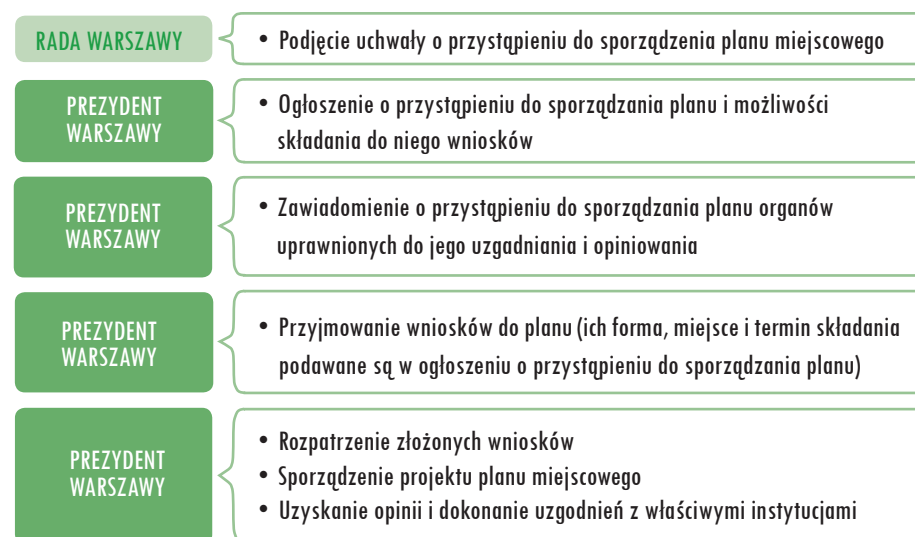 RADA WARSZAWY
• Podjęcie uchwały o przystąpieniu do sporządzenia planu miejscowego
PREZYDENT
WARSZAWY
• Ogłoszenie o przystąpieniu do sporządzania planu i możliwości
składania do niego wniosków
PREZYDENT
WARSZAWY
• Zawiadomienie o przystąpieniu do sporządzania planu organów
uprawnionych do jego uzgadniania i opiniowania
PREZYDENT
WARSZAWY
• Przyjmowanie wniosków do planu (ich forma, miejsce i termin składania
podawane są w ogłoszeniu o przystąpieniu do sporządzania planu)
PREZYDENT
WARSZAWY
• Rozpatrzenie złożonych wniosków
• Sporządzenie projektu planu miejscowego
• Uzyskanie opinii i dokonanie uzgodnień z właściwymi instytucjami